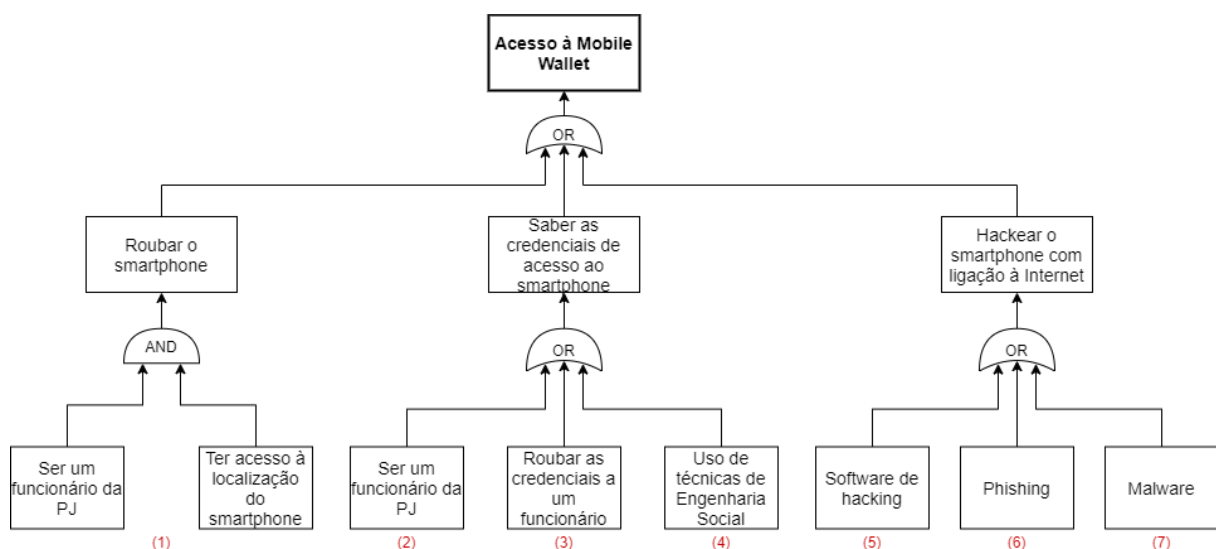 Acesso à Mobile
Wallet
OR
Roubar o
smartphone
Saber as
credenciais de
acesso ao
smartphone
Hackear o
smartphone com
ligação à Internet
AND
OR
OR
Ser um
funcionário da
PJ
Ter acesso à
localização
do
smartphone
Ser um
funcionário da
PJ
Roubar as
credenciais a
um
funcionário
Uso de
técnicas de
Engenharia
Social
Software de
hacking
Phishing
Malware
(1)
(2)
(3)
(4)
(5)
(6)
(7)